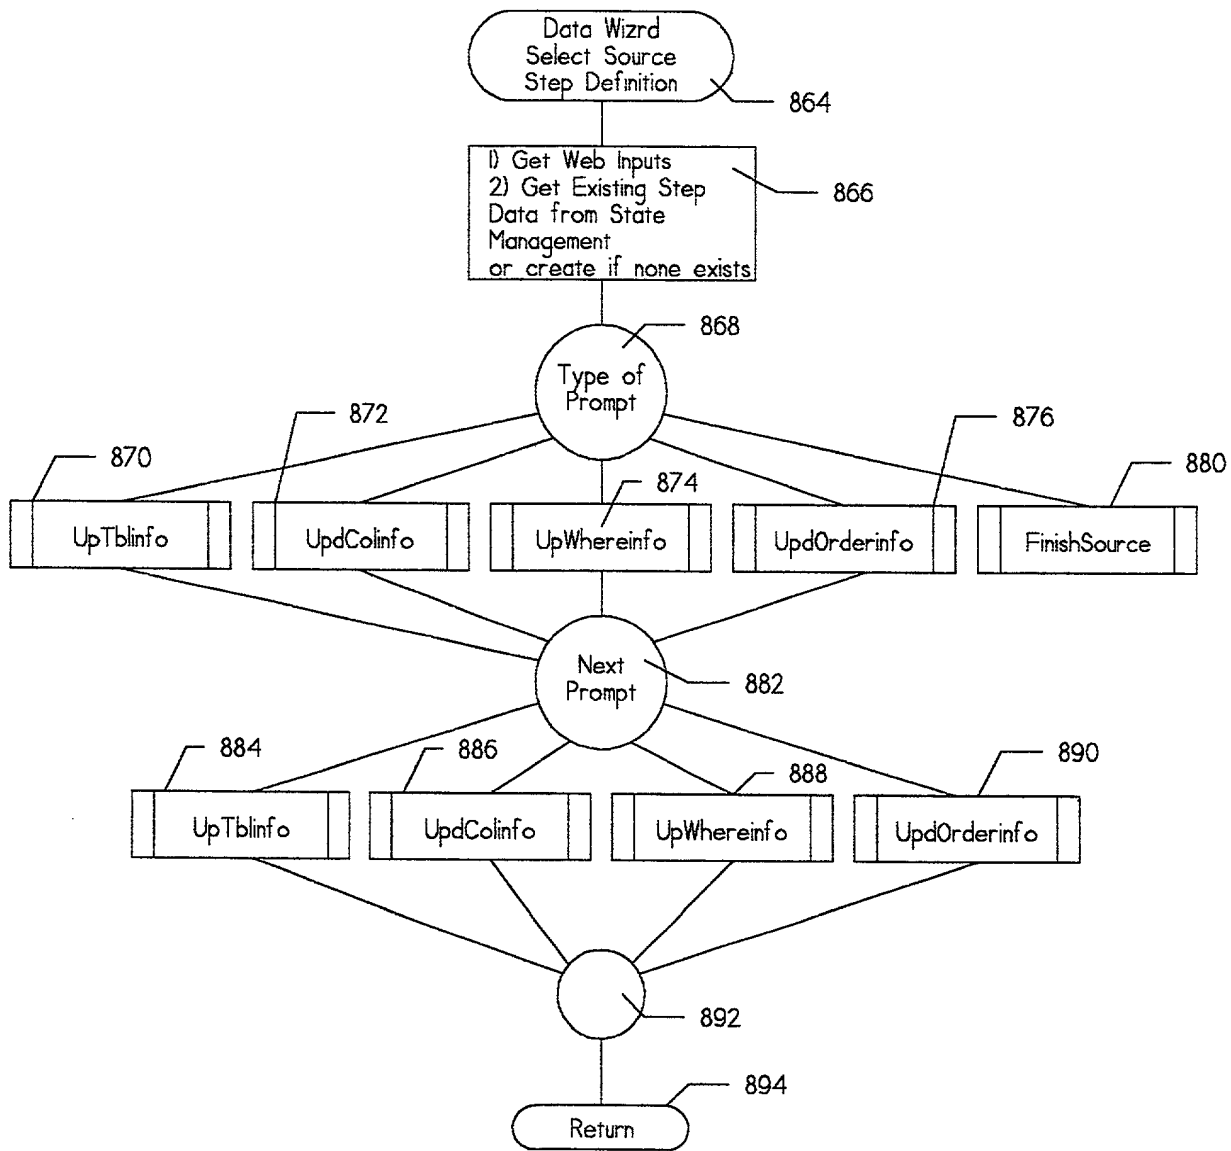 Data Wizrd
Select Source
Step Definition
864
1) Get Web Inputs
2) Get Existing Step
Data from State
Management
or create if none exists
866
868
Type of
Prompt
870
872
874
876
880
UpTblinfo
UpdColinfo
UpWhereinfo
UpdOrderinfo
FinishSource
Next
Prompt
882
884
886
888
890
UpTblinfo
UpdColinfo
UpWhereinfo
UpdOrderinfo
892
894
Return